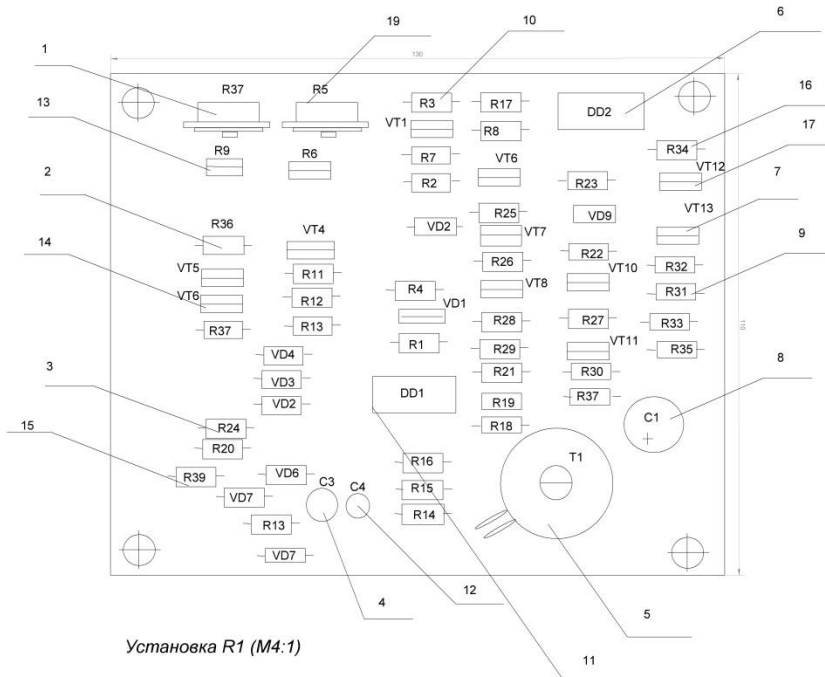 6
19
10
1
130
16
R37
R5
R3
R17
DD2
13
17
VT1
R8
R34
R9
R6
VT12
R7
VT6
7
2
R2
R23
VT13
R25
VD9
R36
VD2
VT4
VT7
14
R22
9
VT5
R11
R26
R32
VT10
R4
VT8
R31
VT6
R12
VD1
110
R37
R13
R28
R27
R33
R1
VT11
VD4
R29
R35
8
3
R21
R30
VD3
DD1
VD2
R19
R37
C1
+
15
R24
R18
R20
T1
R16
R39
VD6
C3
C4
VD7
R15
R13
R14
VD7
12
4
5
11
Установка R1 (М4:1)